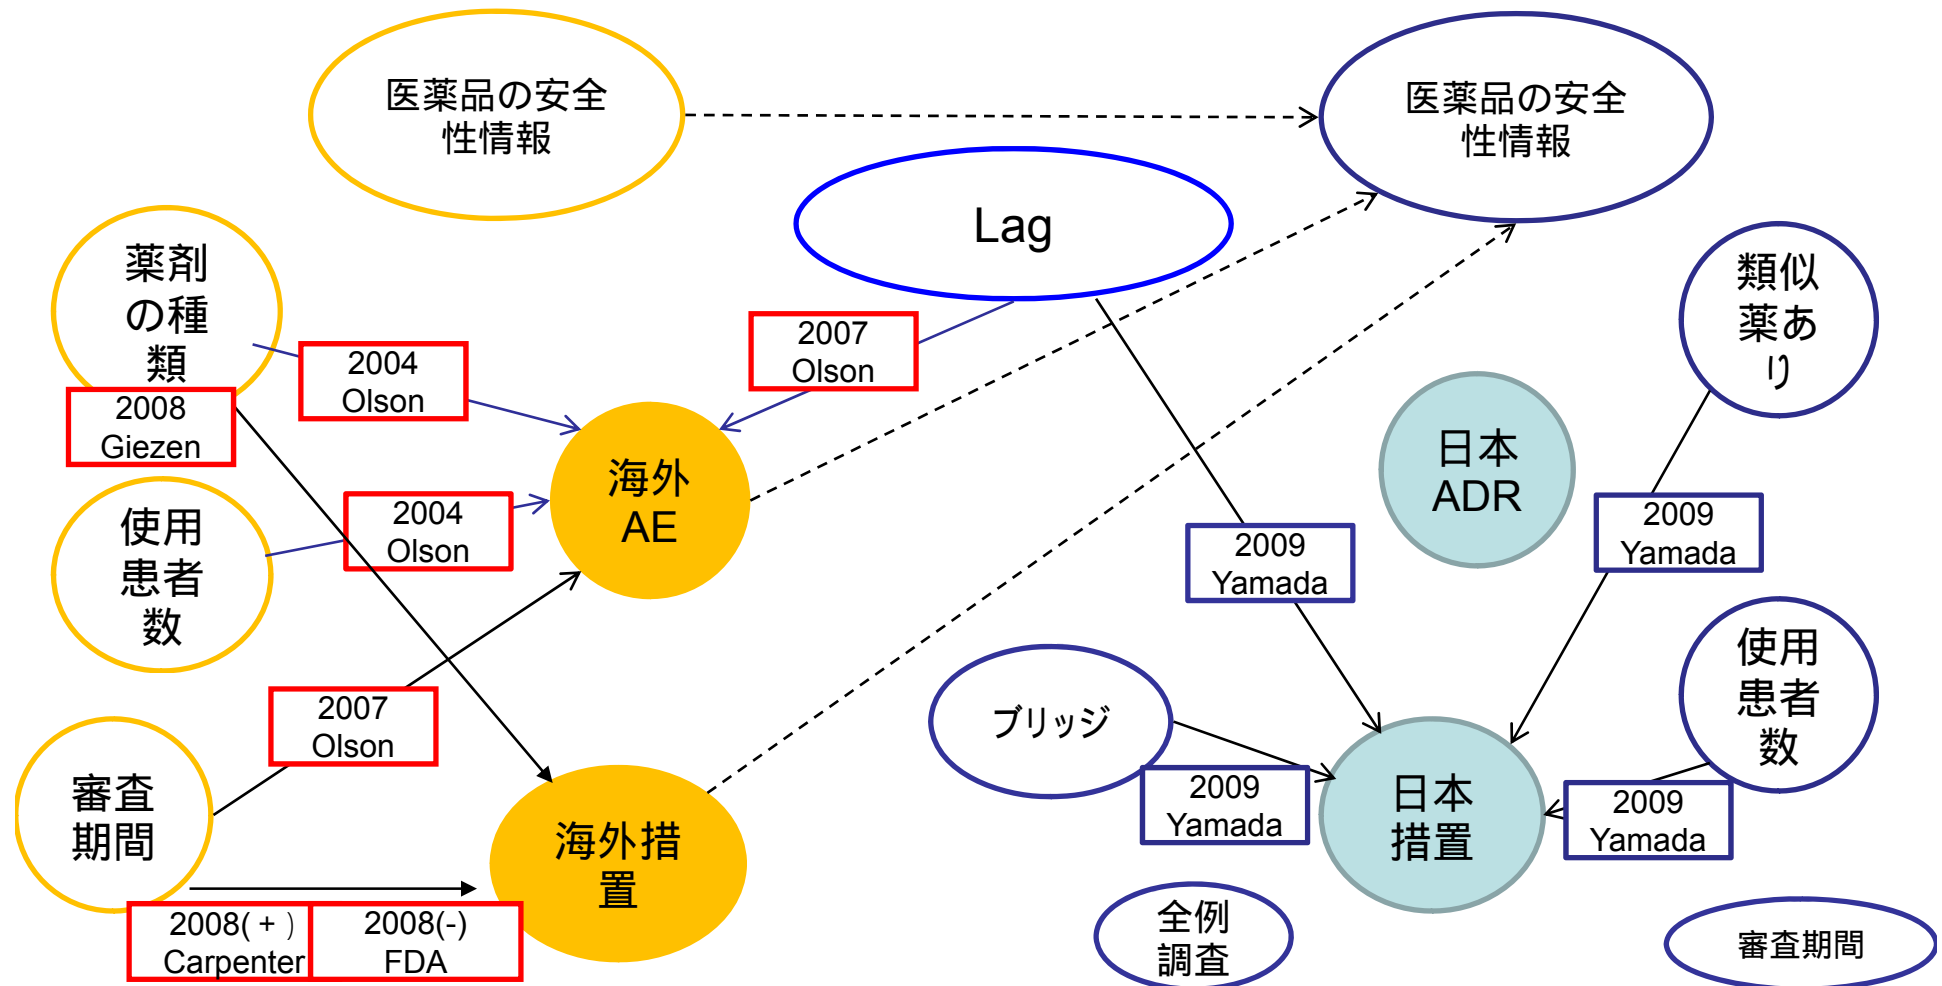 医薬品の安全
性情報
医薬品の安全
性情報
Lag
薬剤
の種
類
類似
薬あ
り
2004
Olson
2007
Olson
2008
Giezen
海外
AE
日本
ADR
使用
患者
数
2004
Olson
2009
Yamada
2009
Yamada
使用
患者
数
2007
Olson
ブリッジ
審査
期間
海外措
置
2009
Yamada
日本
措置
2009
Yamada
2008(+)
Carpenter
2008(-)
FDA
全例
調査
審査期間